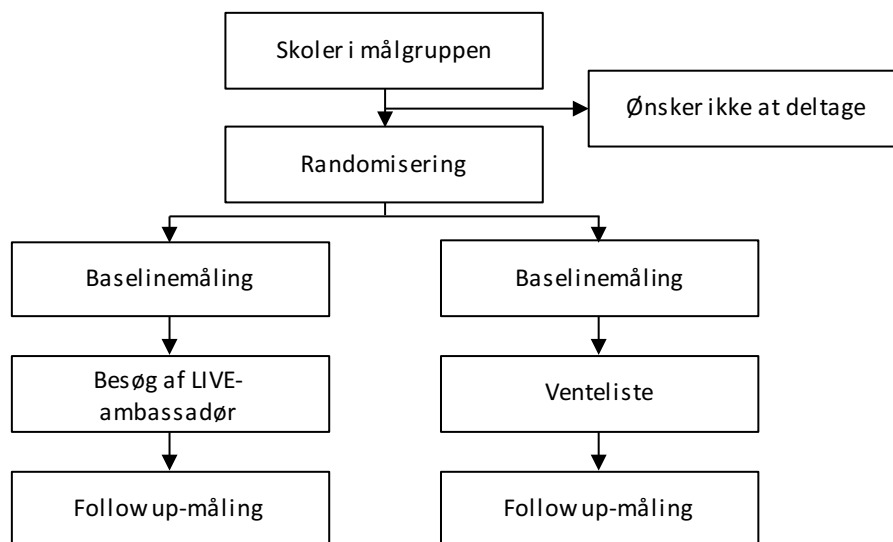 Skoler i målgruppen
Ønsker ikke at deltage
Randomisering
Baselinemåling
Baselinemåling
Besøg af LIVE-
ambassadør
Venteliste
Follow up-måling
Follow up-måling